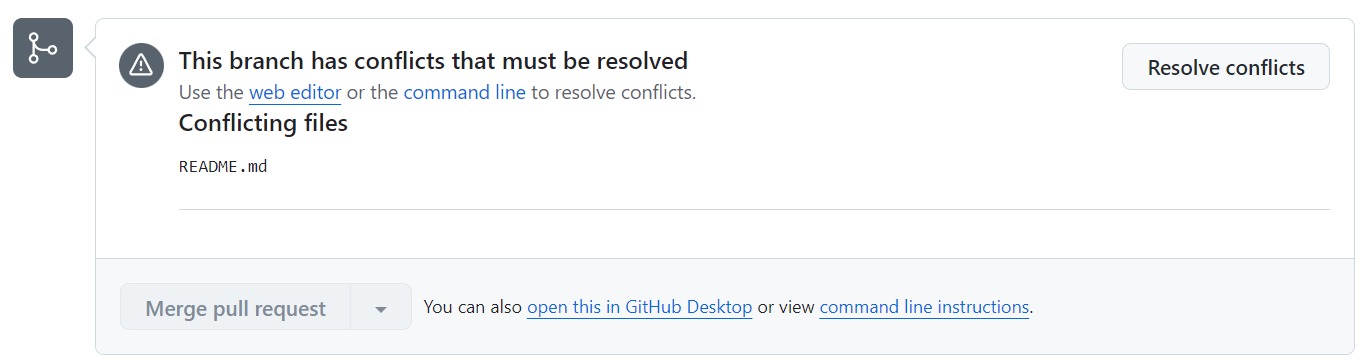 This branch has conflicts that must be resolved
Resolve conflicts
Use the web editor or the command line to resolve conflicts.
Conflicting files
README.md
Merge pull request
You can also open this in GitHub Desktop or view command line instructions.